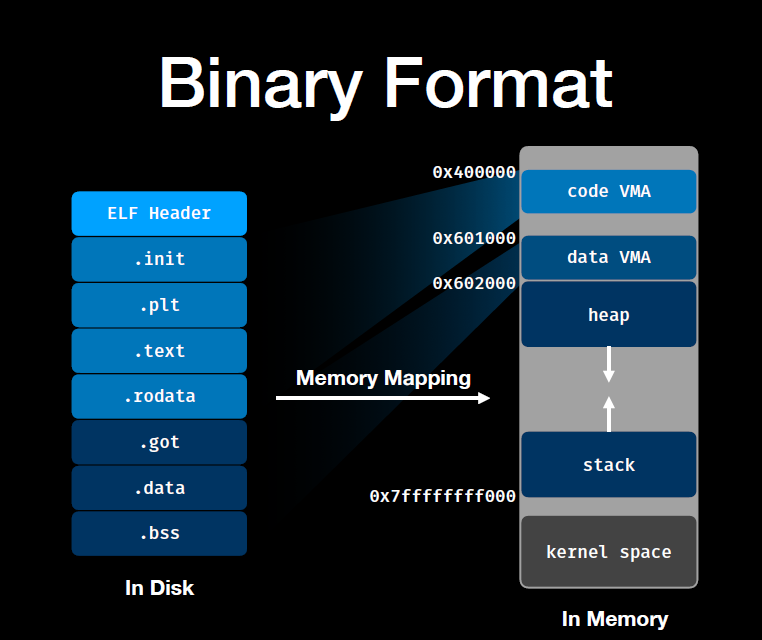 Binary Format
ELF Header
.init
.plt
.text
.rodata
.got
.data
.bss
In Disk
Memory Mapping
0x400000
code VMA
0x601000
data VMA
0x602000
heap
stack
0x7ffffffff000
kernel space
In Memory